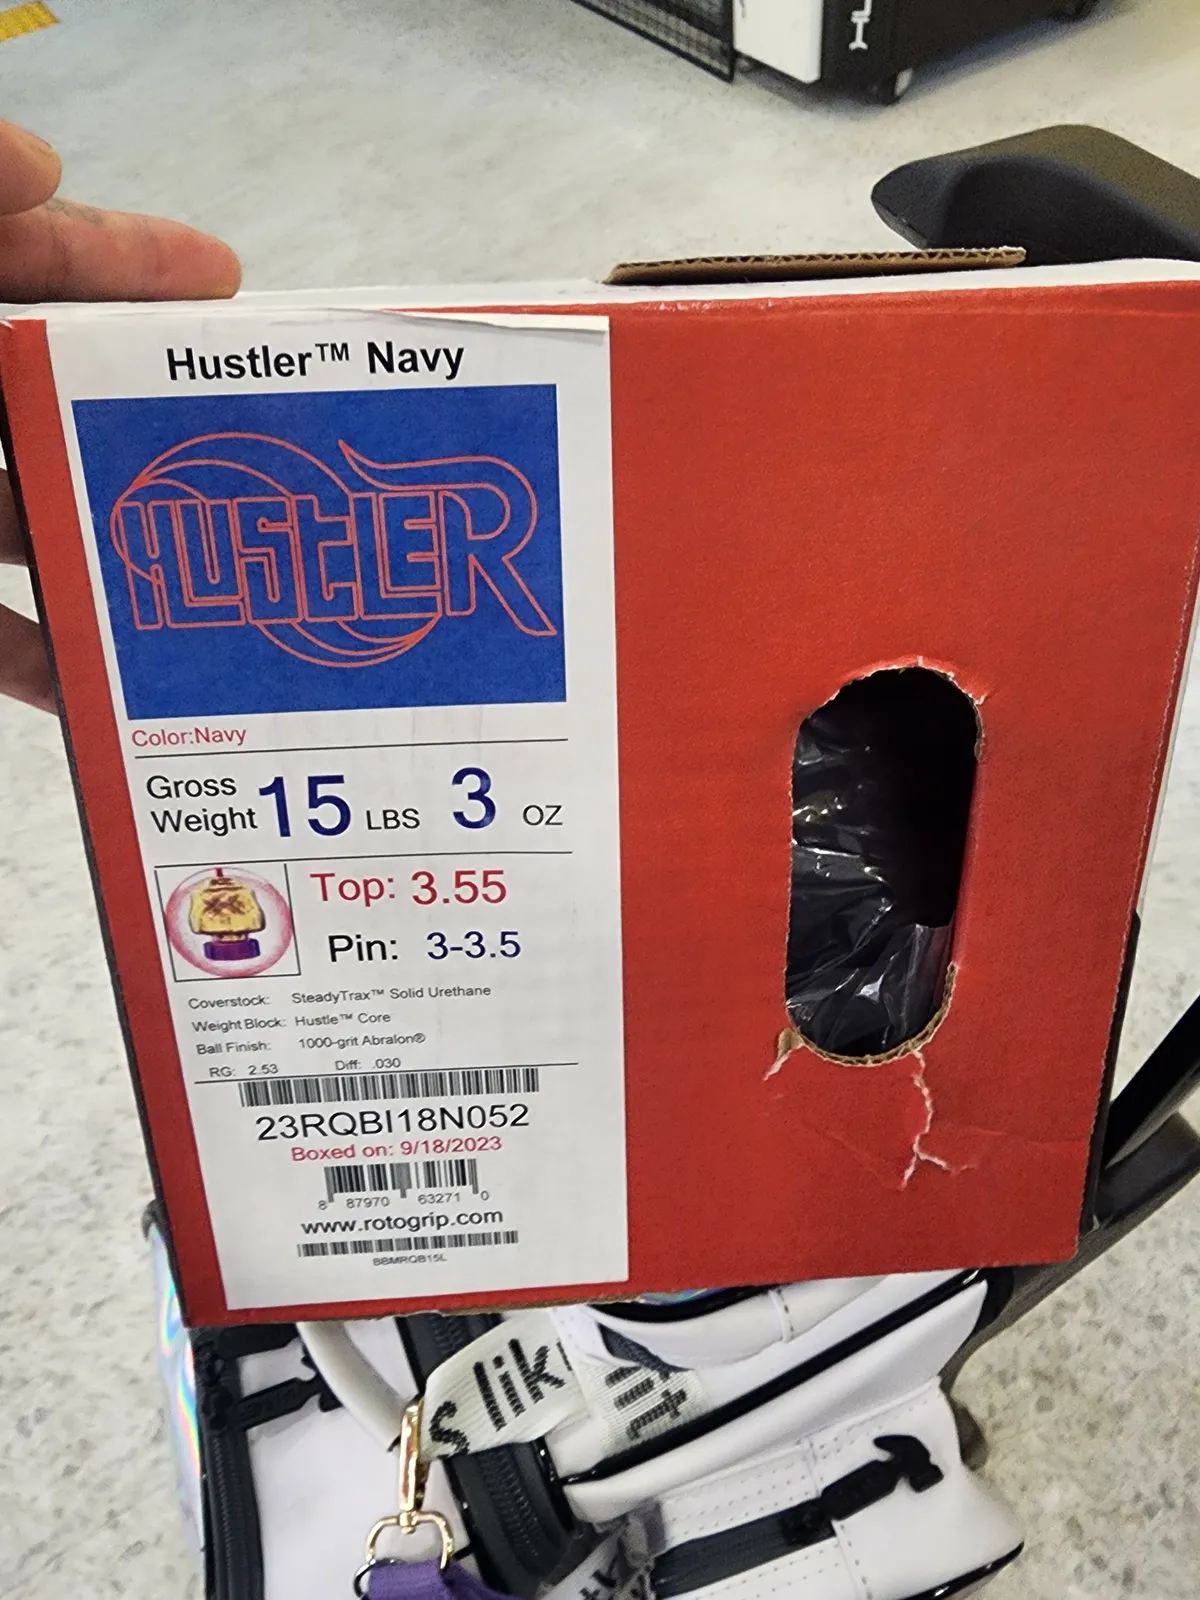 Hustler™ Navy
HUSTLER
Color:Navy
Gross
Weight 15 LBS 3 OZ
Top: 3.55
Pin: 3-3.5
Coverstock: SteadyTrax™ Solid Urethane
Weight Block: Hustle™ Core
Ball Finish: 1000-grit Abralon®
RG: 2.53 Diff: .030
23RQBI18N052
Boxed on: 9/18/2023
8 87970 63271 0
www.rotogrip.com
BBMRQB15L